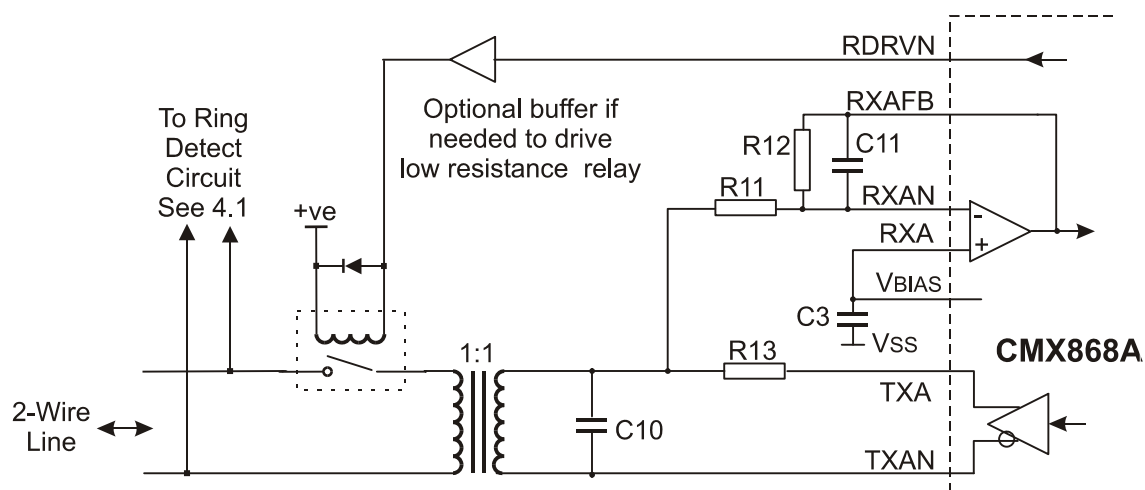 RDRVN
Optional buffer if
needed to drive
low resistance relay
To Ring
Detect
Circuit
See 4.1
+ve
RXAFB
R12
C11
R11
RXAN
-
RXA
+
VBIAS
C3
VSS
CMX868A
1:1
R13
TXA
2-Wire
Line
C10
TXAN